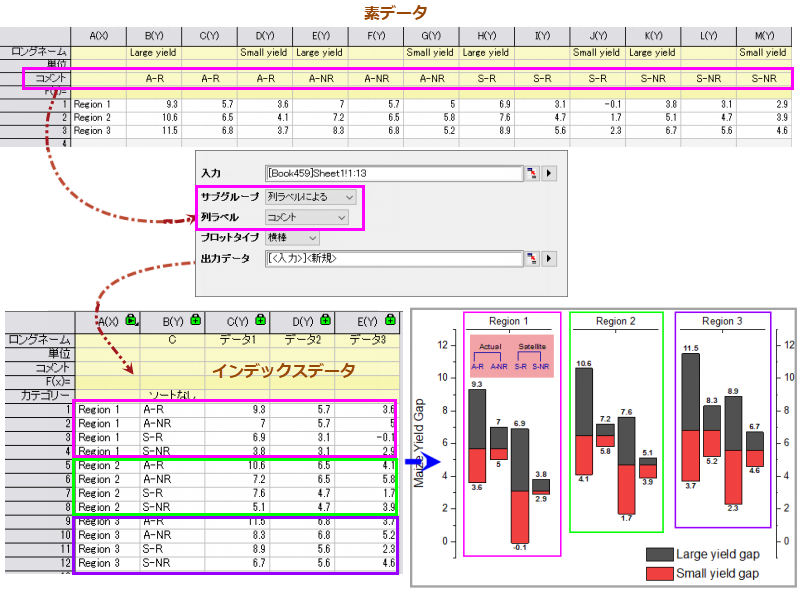 素データ
A(X) B(Y) C(Y) D(Y) E(Y) F(Y) G(Y) H(Y) I(Y) J(Y) K(Y) L(Y) M(Y)
ロングネーム Large yield Small yield Large yield Small yield Large yield Small yield Large yield Small yield
単位
コメント A-R A-R A-R A-NR A-NR A-NR S-R S-R S-R S-NR S-NR S-NR
F(x)=
1 Region 1 9.3 5.7 3.6 7 5.7 5 6.9 3.1 -0.1 3.8 3.1 2.9
2 Region 2 10.6 6.5 4.1 7.2 6.5 5.8 7.6 4.7 1.7 5.1 4.7 3.9
3 Region 3 11.5 6.8 3.7 8.3 6.8 5.2 8.9 5.6 2.3 6.7 5.6 4.6
4
入力 [Book459]Sheet1!1:13
サブグループ 列ラベルによる
列ラベル コメント
プロットタイプ 横棒
出力データ [<入力>]<新規>
A(X) B(Y) C(Y) D(Y) E(Y)
ロングネーム C データ1 データ2 データ3
単位
コメント インデックスデータ
F(x)=
カテゴリー ソートなし
1 Region 1 A-R 9.3 5.7 3.6
2 Region 1 A-NR 7 5.7 5
3 Region 1 S-R 6.9 3.1 -0.1
4 Region 1 S-NR 3.8 3.1 2.9
5 Region 2 A-R 10.6 6.5 4.1
6 Region 2 A-NR 7.2 6.5 5.8
7 Region 2 S-R 7.6 4.7 1.7
8 Region 2 S-NR 5.1 4.7 3.9
9 Region 3 A-R 11.5 6.8 3.7
10 Region 3 A-NR 8.3 6.8 5.2
11 Region 3 S-R 8.9 5.6 2.3
12 Region 3 S-NR 6.7 5.6 4.6
Region 1 Region 2 Region 3
Actual Satellite
A-R A-NR S-R S-NR
Maize Yield Gap
12 12
10 10
8 8
6 6
4 4
2 2
0 0
9.3 7 6.9 3.8
3.6 5 -0.1 2.9
10.6 7.2 7.6 5.1
4.1 5.8 1.7 3.9
11.5 8.3 8.9 6.7
3.7 5.2 2.3 4.6
Large yield gap
Small yield gap